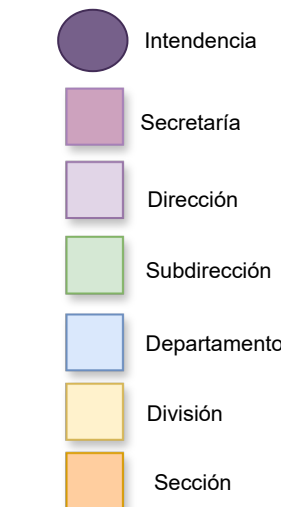 Intendencia
Secretaría
Dirección
Subdirección
Departamento
División
Sección